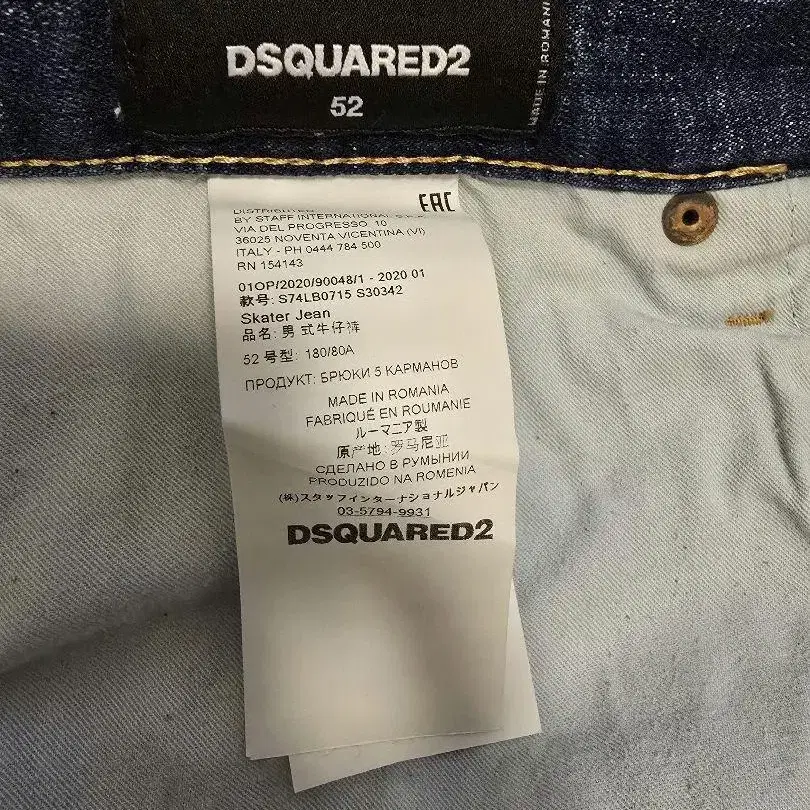 DSQUARED2
52
MADE IN ROMANI
DISTRIBUTED
EAC
BY STAFF INTERNATIONAL S.p.A.
VIA DEL PROGRESSO, 10
36025 NOVENTA VICENTINA (VI)
ITALY - PH 0444 784 500
RN 154143
01OP/2020/90048/1 - 2020 01
款号: S74LB0715 S30342
Skater Jean
品名: 男式牛仔裤
52 号型: 180/80A
ПРОДУКТ: БРЮКИ 5 КАРМАНОВ
MADE IN ROMANIA
FABRIQUÉ EN ROUMANIE
ルーマニア製
原产地: 罗马尼亚
СДЕЛАНО В РУМЫНИИ
PRODUZIDO NA ROMENIA
(株)スタッフインターナショナルジャパン
03-5794-9931
DSQUARED2